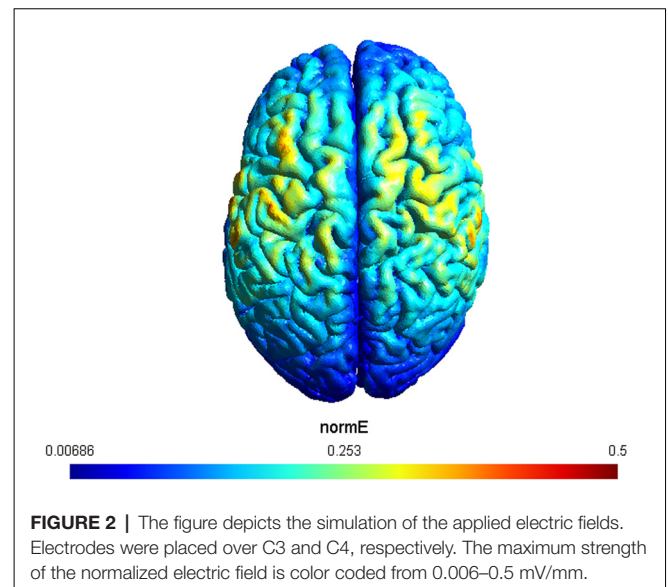 normE
0.00686 0.253 0.5
FIGURE 2 | The figure depicts the simulation of the applied electric fields.
Electrodes were placed over C3 and C4, respectively. The maximum strength
of the normalized electric field is color coded from 0.006–0.5 mV/mm.